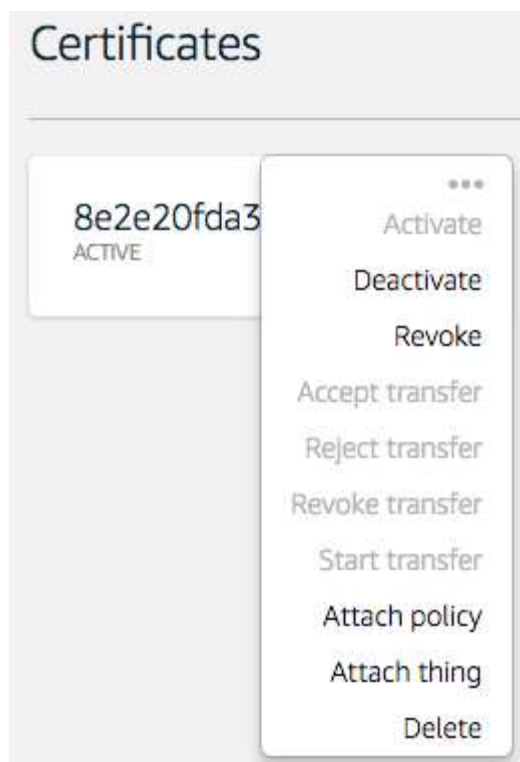 Certificates
8e2e20fda3
ACTIVE
•••
Activate
Deactivate
Revoke
Accept transfer
Reject transfer
Revoke transfer
Start transfer
Attach policy
Attach thing
Delete